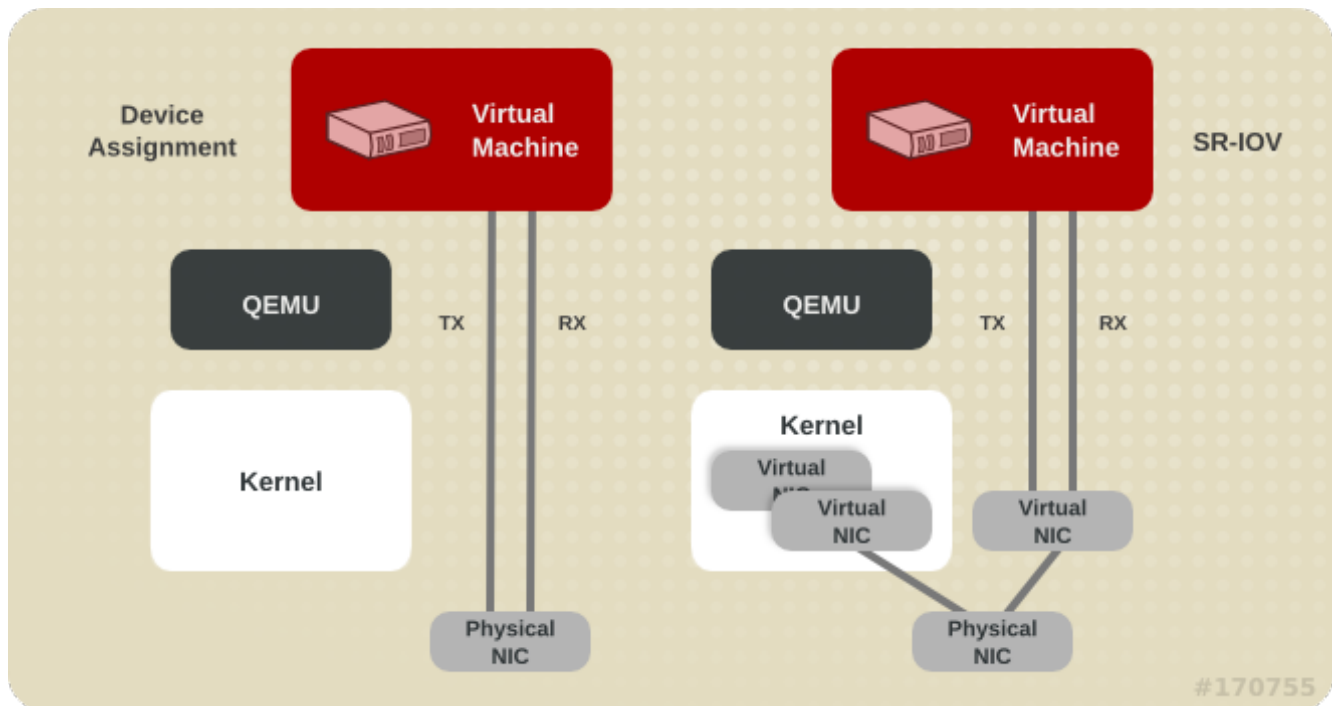 Device
Assignment
Virtual
Machine
QEMU
TX
RX
Kernel
Physical
NIC
Virtual
Machine
SR-IOV
QEMU
TX
RX
Kernel
Virtual
NIC
Virtual
NIC
Virtual
NIC
Physical
NIC
#170755